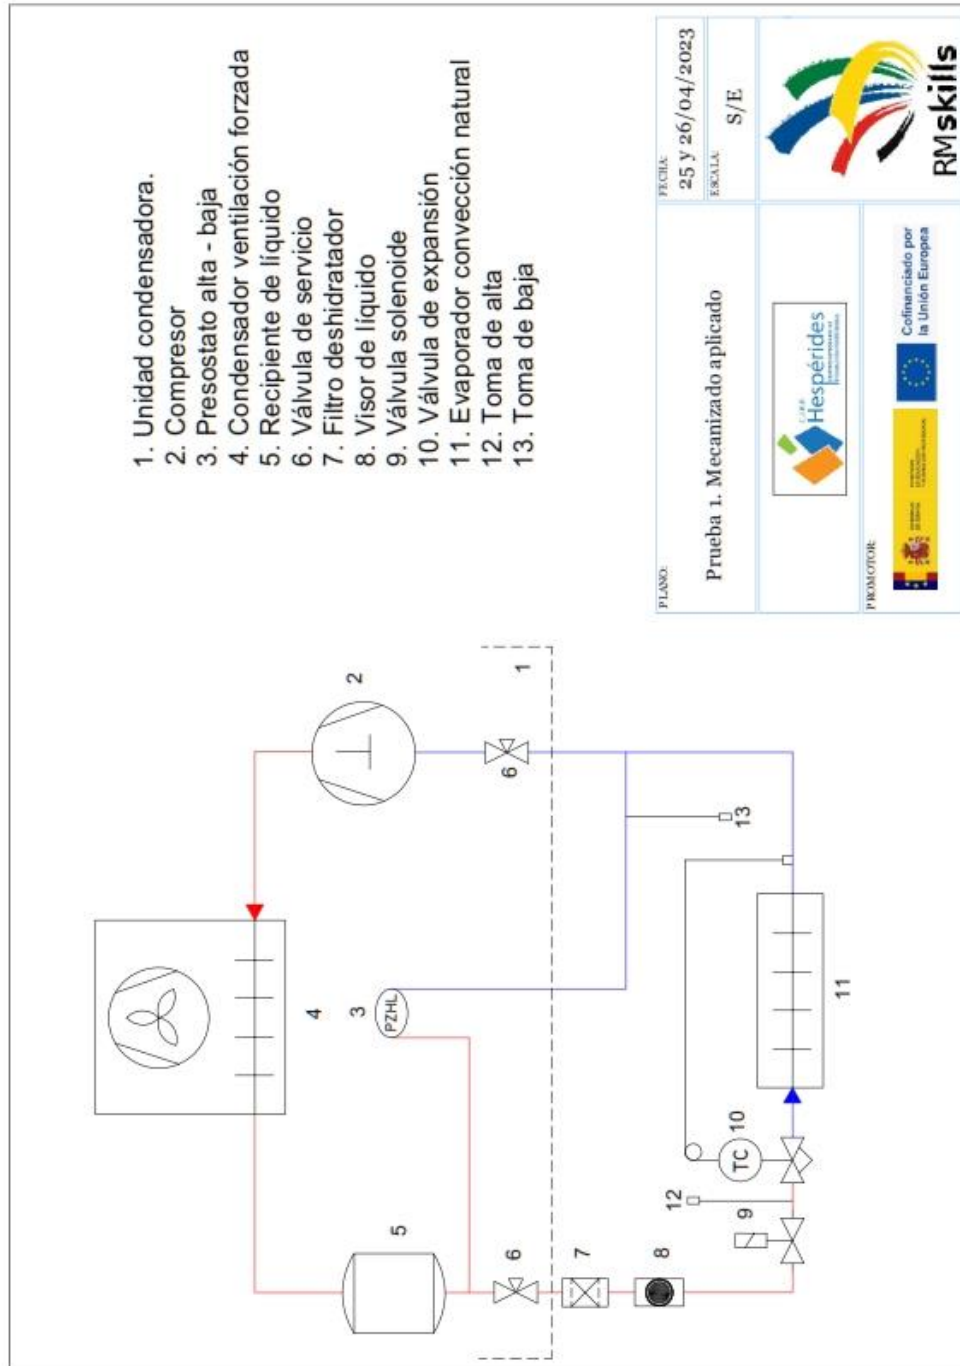 1. Unidad condensadora.
2. Compresor
3. Presostato alta - baja
4. Condensador ventilación forzada
5. Recipiente de líquido
6. Válvula de servicio
7. Filtro deshidratador
8. Visor de líquido
9. Válvula solenoide
10. Válvula de expansión
11. Evaporador convección natural
12. Toma de alta
13. Toma de baja
4
3
PZHL
2
5
6
6
1
7
8
9
12
TC
10
11
13
PLANO:
Prueba 1. Mecanizado aplicado
FECHA:
25 y 26/04/2023
ESCALA:
S/E
Hespérides
PROMOTOR:
Cofinanciado por
la Unión Europea
RMskills